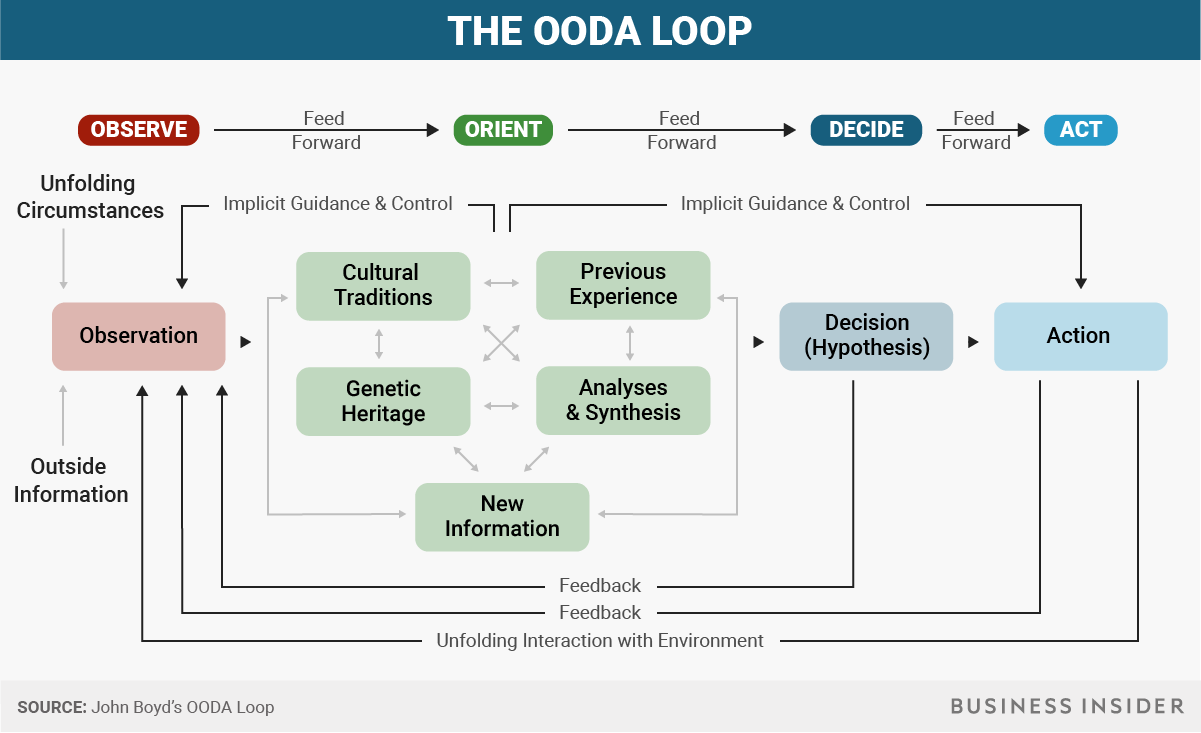 THE OODA LOOP
OBSERVE
Feed
Forward
ORIENT
Feed
Forward
DECIDE
Feed
Forward
ACT
Unfolding
Circumstances
Implicit Guidance & Control
Implicit Guidance & Control
Observation
Cultural
Traditions
Previous
Experience
Genetic
Heritage
Analyses
& Synthesis
New
Information
Decision
(Hypothesis)
Action
Outside
Information
Feedback
Feedback
Unfolding Interaction with Environment
SOURCE: John Boyd's OODA Loop
BUSINESS INSIDER